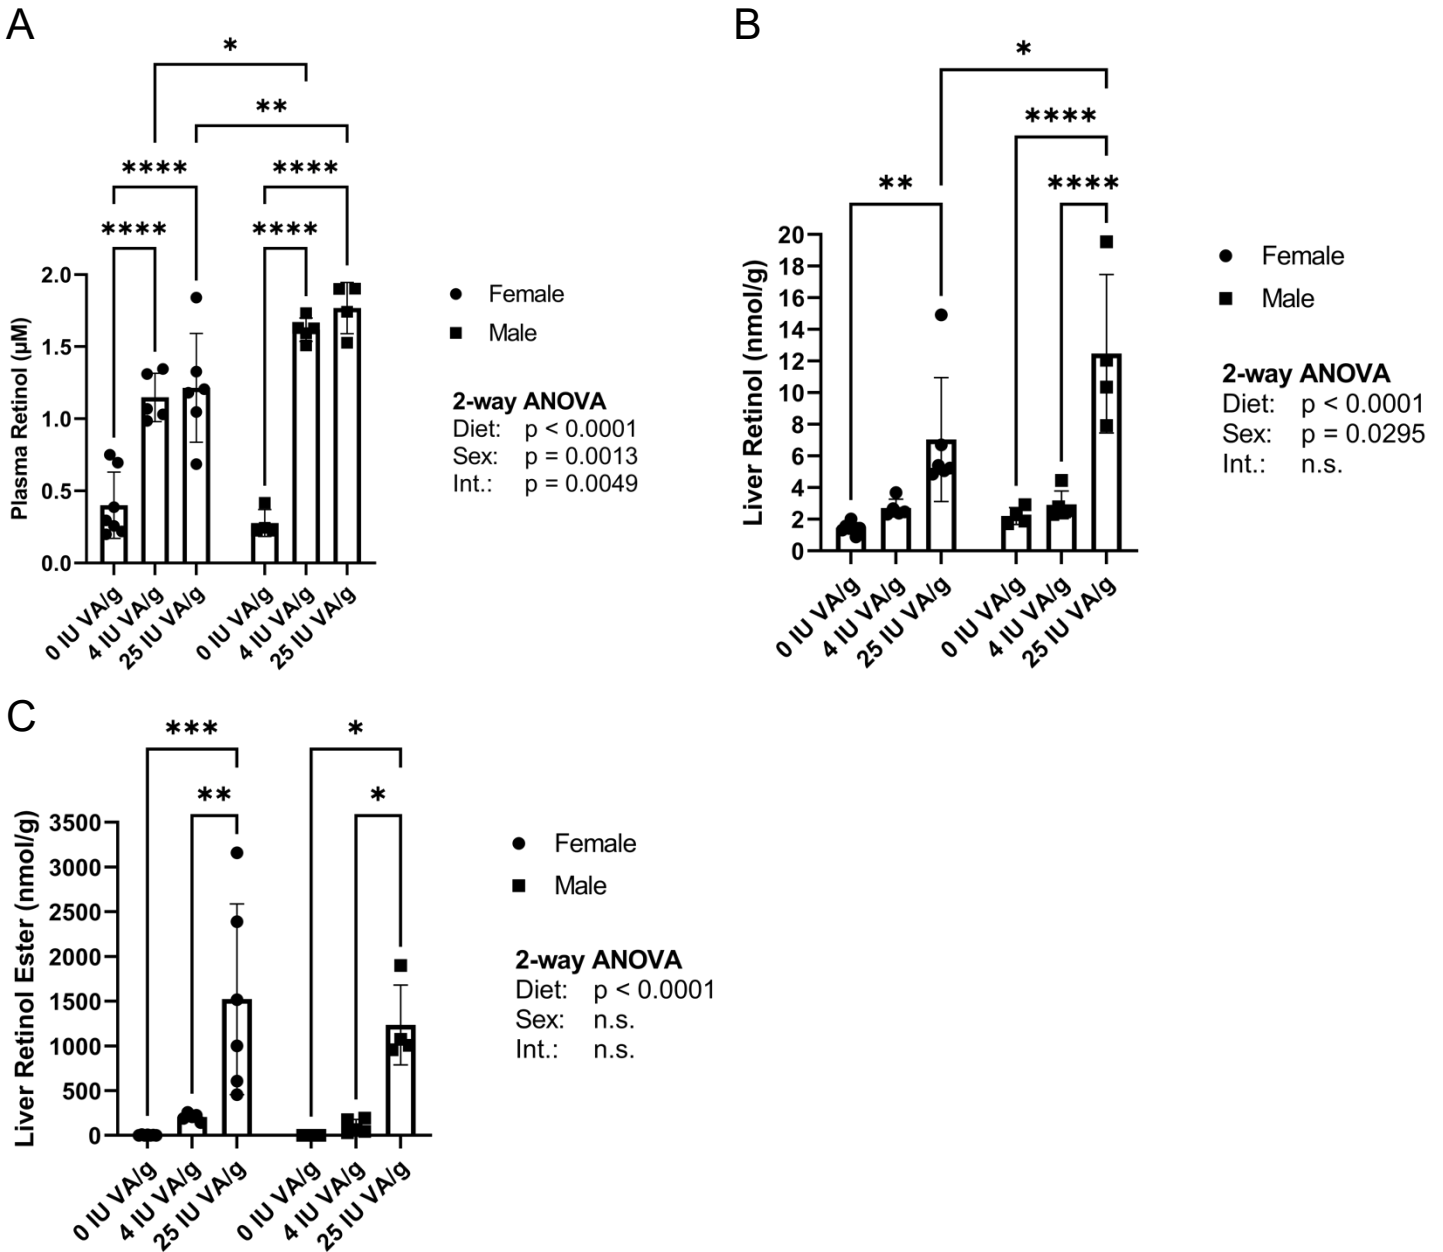 A
*
**
****
****
****
****
2.0
1.5
1.0
0.5
0.0
Plasma Retinol (μM)
0 IU VA/g
4 IU VA/g
25 IU VA/g
0 IU VA/g
4 IU VA/g
25 IU VA/g
Female
Male
2-way ANOVA
Diet: p < 0.0001
Sex: p = 0.0013
Int.: p = 0.0049
B
*
****
**
****
20
18
16
14
12
10
8
6
4
2
0
Liver Retinol (nmol/g)
0 IU VA/g
4 IU VA/g
25 IU VA/g
0 IU VA/g
4 IU VA/g
25 IU VA/g
Female
Male
2-way ANOVA
Diet: p < 0.0001
Sex: p = 0.0295
Int.: n.s.
C
***
*
**
*
3500
3000
2500
2000
1500
1000
500
0
Liver Retinol Ester (nmol/g)
0 IU VA/g
4 IU VA/g
25 IU VA/g
0 IU VA/g
4 IU VA/g
25 IU VA/g
Female
Male
2-way ANOVA
Diet: p < 0.0001
Sex: n.s.
Int.: n.s.